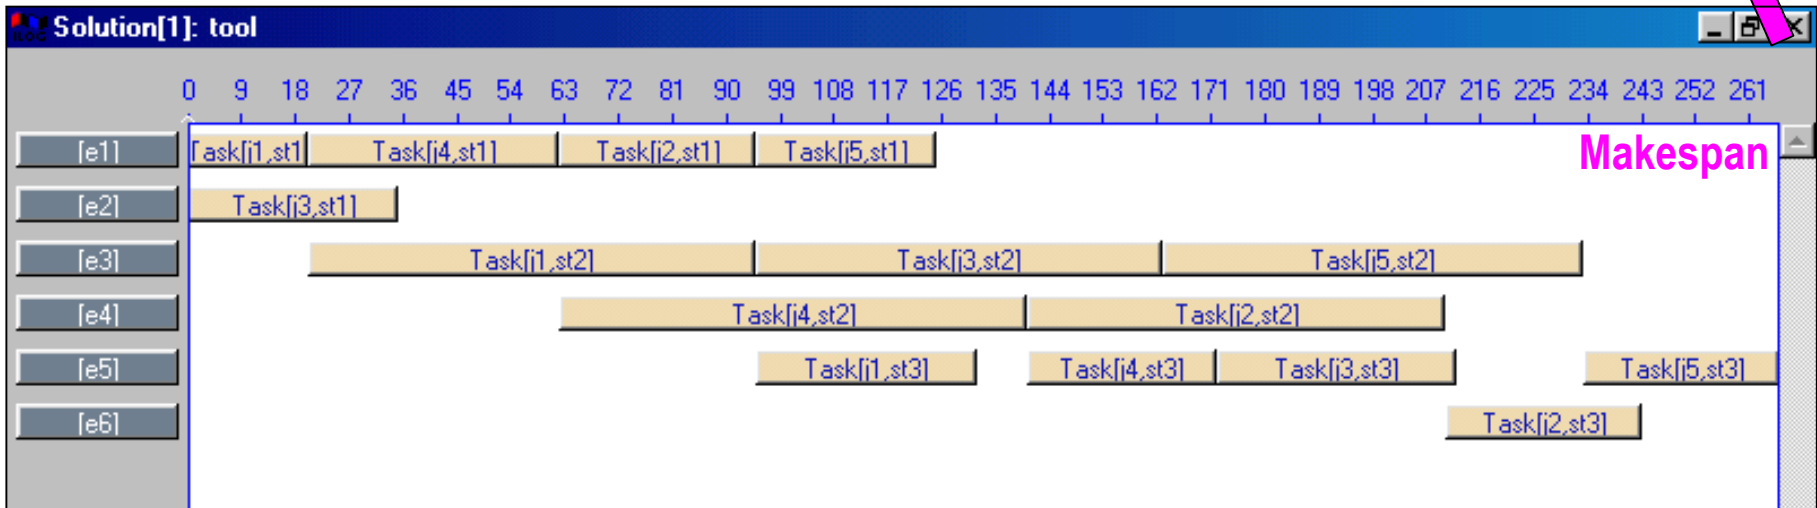 Solution[1]: tool
0 9 18 27 36 45 54 63 72 81 90 99 108 117 126 135 144 153 162 171 180 189 198 207 216 225 234 243 252 261
[e1] Task[j1,st1 Task[j4,st1] Task[j2,st1] Task[j5,st1] Makespan
[e2] Task[j3,st1]
[e3] Task[j1,st2] Task[j3,st2] Task[j5,st2]
[e4] Task[j4,st2] Task[j2,st2]
[e5] Task[j1,st3] Task[j4,st3] Task[j3,st3] Task[j5,st3]
[e6] Task[j2,st3]